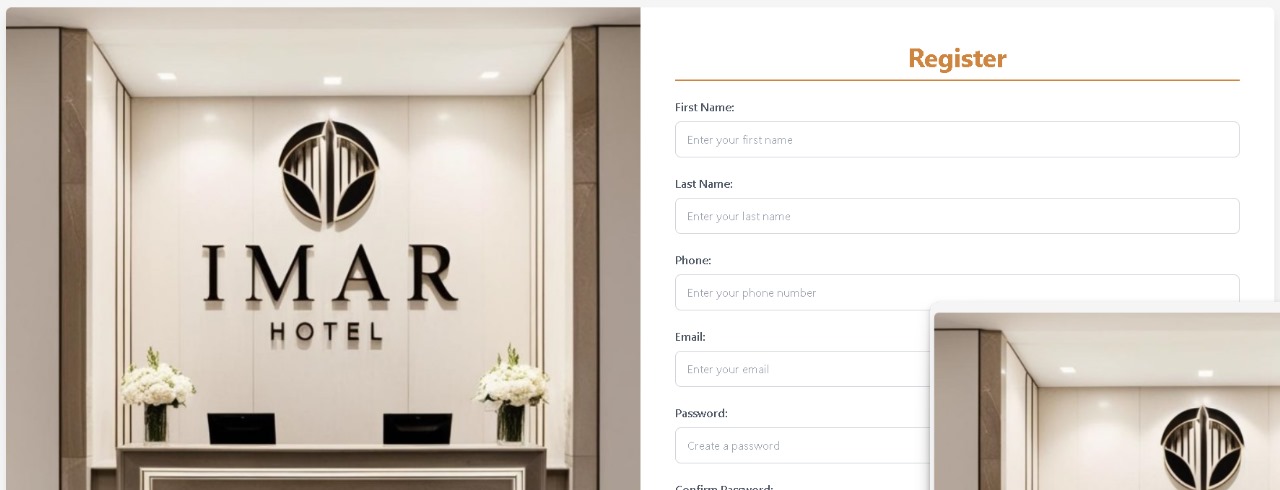 IMAR
HOTEL
Register
First Name:
Enter your first name
Last Name:
Enter your last name
Phone:
Enter your phone number
Email:
Enter your email
Password:
Create a password
Confirm Password: